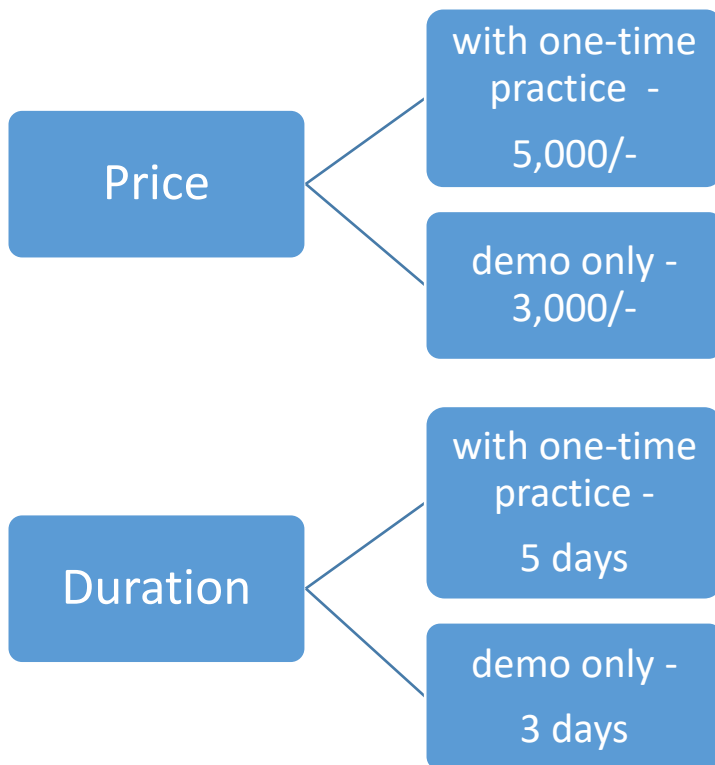 Price
with one-time
practice -
5,000/-
demo only -
3,000/-
Duration
with one-time
practice -
5 days
demo only -
3 days